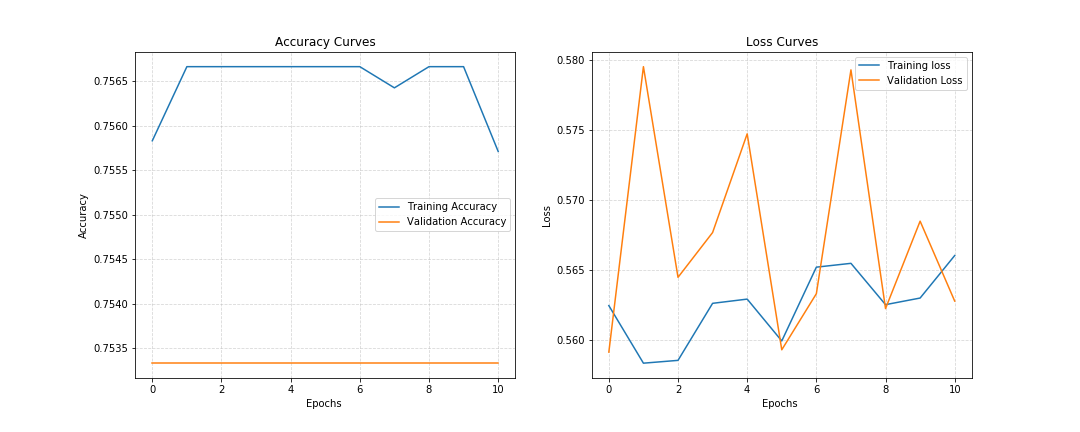 Accuracy Curves
Accuracy
0.7565
0.7560
0.7555
0.7550
0.7545
0.7540
0.7535
Training Accuracy
Validation Accuracy
0 2 4 6 8 10
Epochs
Loss Curves
Loss
0.580
0.575
0.570
0.565
0.560
Training loss
Validation Loss
0 2 4 6 8 10
Epochs